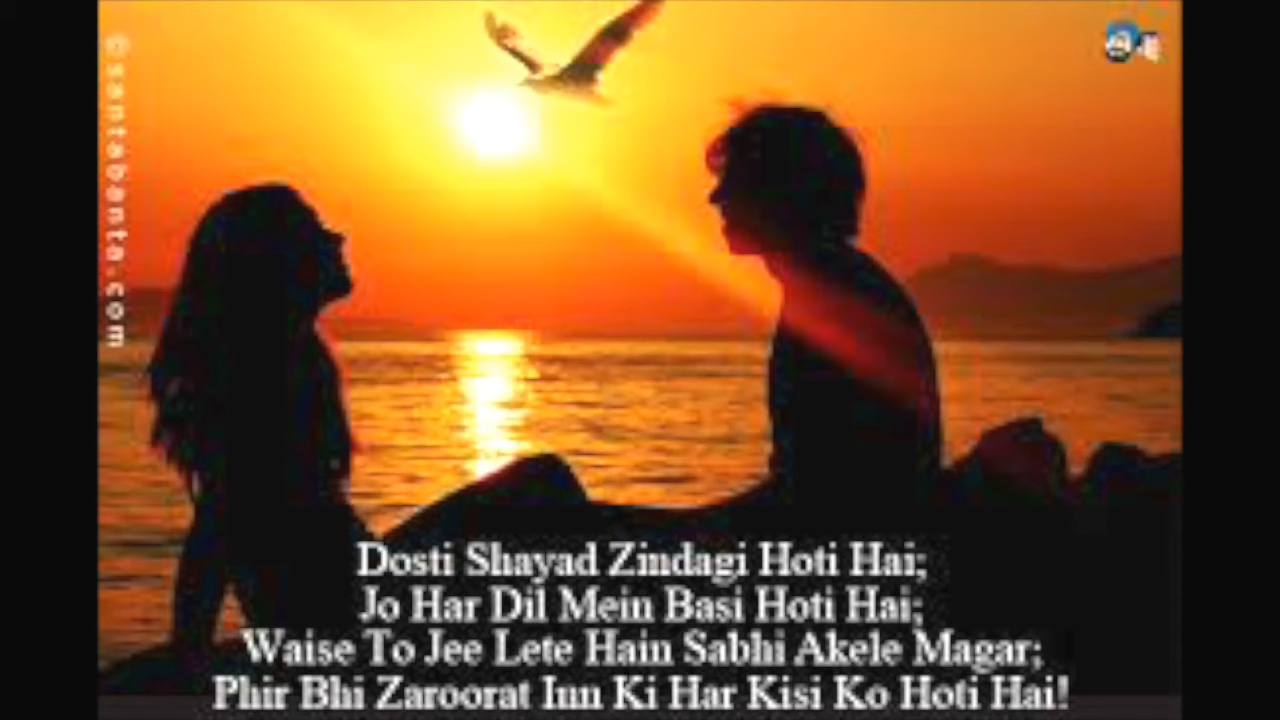 ©santabanta.com
Dosti Shayad Zindagi Hoti Hai;
Jo Har Dil Mein Basi Hoti Hai;
Waise To Jee Lete Hain Sabhi Akele Magar;
Phir Bhi Zaroorat Inn Ki Har Kisi Ko Hoti Hai!